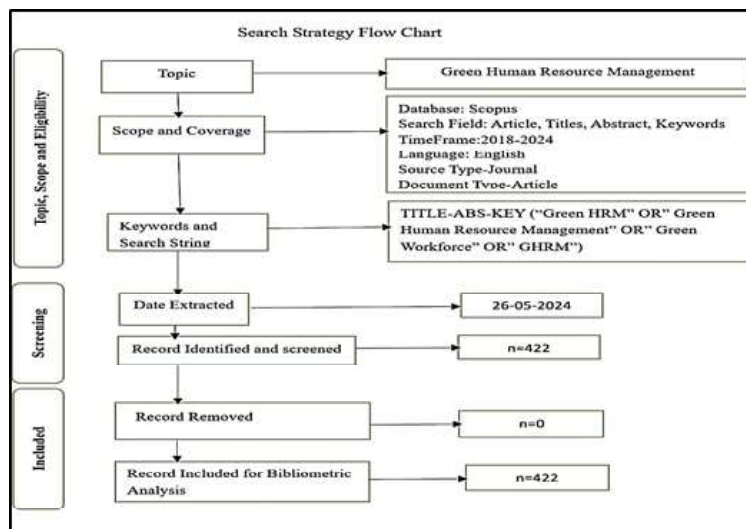 Search Strategy Flow Chart
Topic, Scope and Eligibility
Topic
Green Human Resource Management
Scope and Coverage
Database: Scopus
Search Field: Article, Titles, Abstract, Keywords
TimeFrame:2018-2024
Language: English
Source Type-Journal
Document Type-Article
Keywords and
Search String
TITLE-ABS-KEY (“Green HRM” OR” Green
Human Resource Management” OR” Green
Workforce” OR” GHRM”)
Screening
Date Extracted
26-05-2024
Record Identified and screened
n=422
Included
Record Removed
n=0
Record Included for Bibliometric
Analysis
n=422